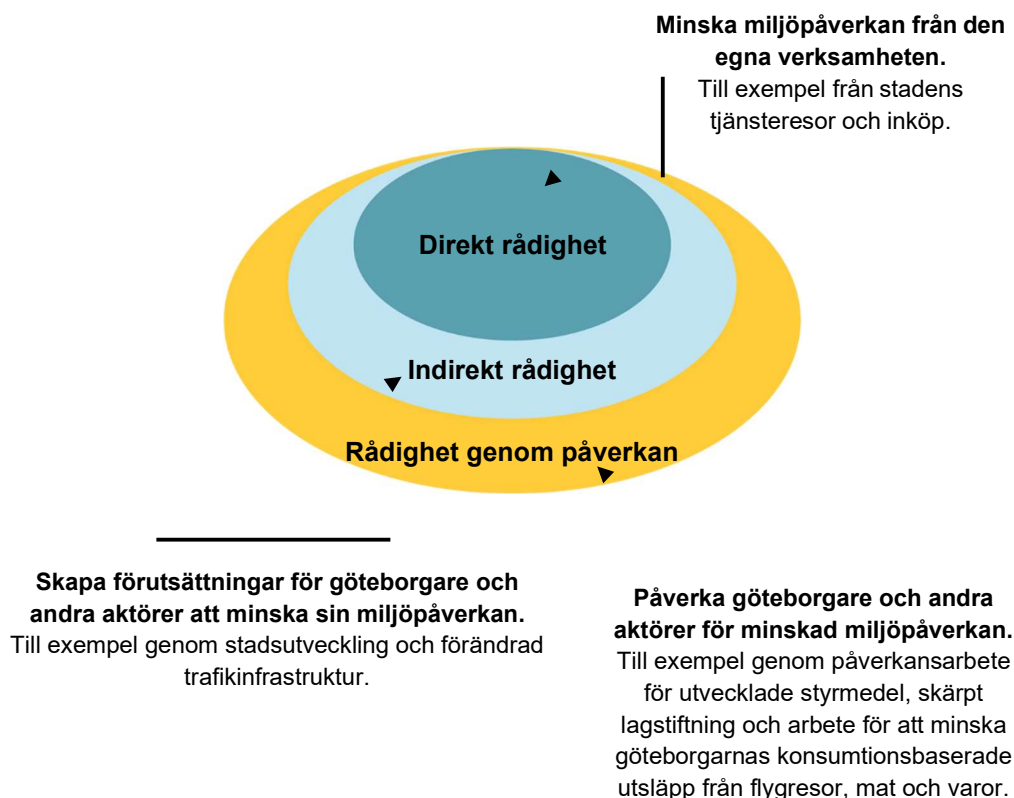 Minska miljöpåverkan från den
egna verksamheten.
Till exempel från stadens
tjänsteresor och inköp.
Direkt rådighet
Indirekt rådighet
Rådighet genom påverkan
Skapa förutsättningar för göteborgare och
andra aktörer att minska sin miljöpåverkan.
Till exempel genom stadsutveckling och förändrad
trafikinfrastruktur.
Påverka göteborgare och andra
aktörer för minskad miljöpåverkan.
Till exempel genom påverkansarbete
för utvecklade styrmedel, skärpt
lagstiftning och arbete för att minska
göteborgarnas konsumtionsbaserade
utsläpp från flygresor, mat och varor.